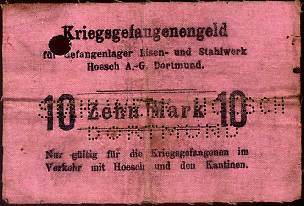 Kriegsgefangenengeld
für Gefangenlager Eisen- und Stahlwerk
Hoesch A.-G. Dortmund.
10 Zehn Mark 10
DORTMUND
Nur gültig für die Kriegsgefangenen im
Verkehr mit Hoesch und den Kantinen.